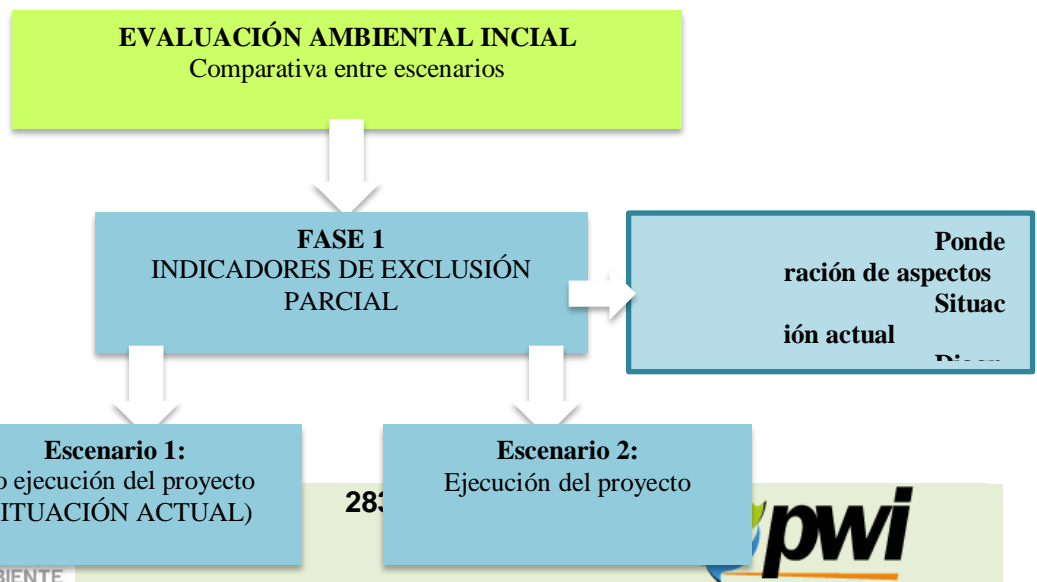 EVALUACIÓN AMBIENTAL INCIAL
Comparativa entre escenarios
FASE 1
INDICADORES DE EXCLUSIÓN
PARCIAL
Ponde
ración de aspectos
Situac
ión actual
Escenario 1:
o ejecución del proyecto
ITUACIÓN ACTUAL)
Escenario 2:
Ejecución del proyecto
283
pwi
BIENTE